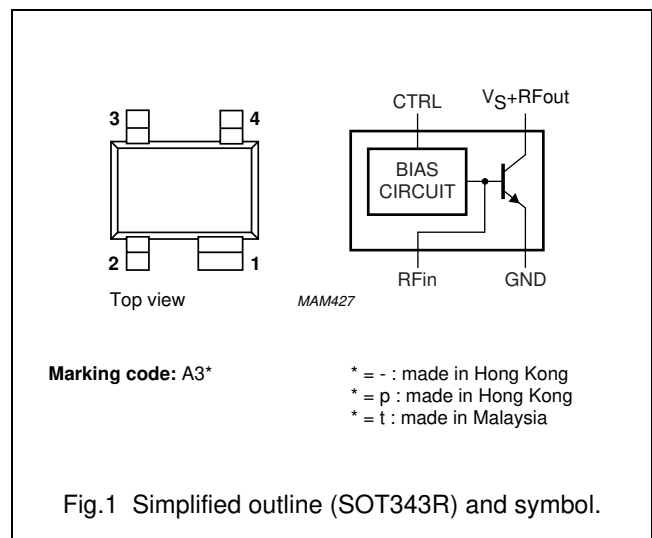 3
4
2
1
Top view
MAM427
CTRL
VS+RFout
BIAS
CIRCUIT
RFin
GND
Marking code: A3*
* = - : made in Hong Kong
* = p : made in Hong Kong
* = t : made in Malaysia
Fig.1 Simplified outline (SOT343R) and symbol.